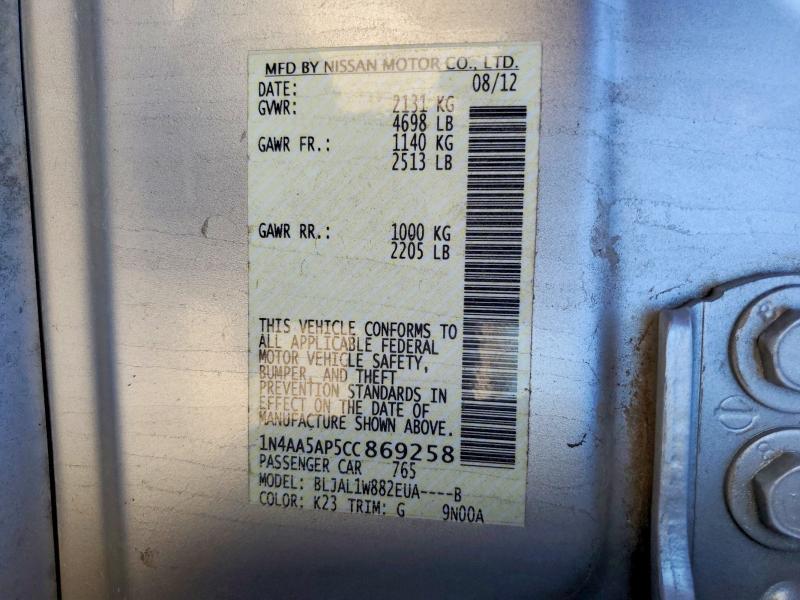 MFD BY NISSAN MOTOR CO., LTD.
DATE: 08/12
GVWR: 2131 KG
4698 LB
GAWR FR.: 1140 KG
2513 LB
GAWR RR.: 1000 KG
2205 LB
THIS VEHICLE CONFORMS TO
ALL APPLICABLE FEDERAL
MOTOR VEHICLE SAFETY,
BUMPER, AND THEFT
PREVENTION STANDARDS IN
EFFECT ON THE DATE OF
MANUFACTURE SHOWN ABOVE.
1N4AA5AP5CC869258
PASSENGER CAR 765
MODEL: BLJAL1W882EUA----B
COLOR: K23 TRIM: G 9N00A